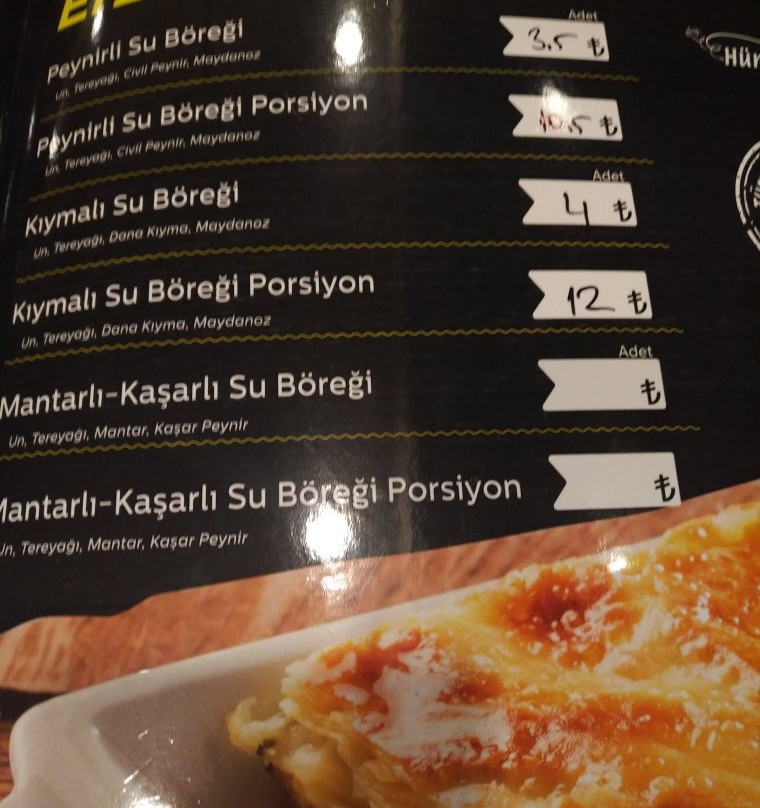 Adet
Peynirli Su Böreği 3.5 ₺
Un, Tereyağı, Civil Peynir, Maydanoz
Peynirli Su Böreği Porsiyon 10.5 ₺
Un, Tereyağı, Civil Peynir, Maydanoz
Adet
Kıymalı Su Böreği 4 ₺
Un, Tereyağı, Dana Kıyma, Maydanoz
Kıymalı Su Böreği Porsiyon 12 ₺
Un, Tereyağı, Dana Kıyma, Maydanoz
Adet
Mantarlı-Kaşarlı Su Böreği ₺
Un, Tereyağı, Mantar, Kaşar Peynir
Mantarlı-Kaşarlı Su Böreği Porsiyon ₺
Un, Tereyağı, Mantar, Kaşar Peynir